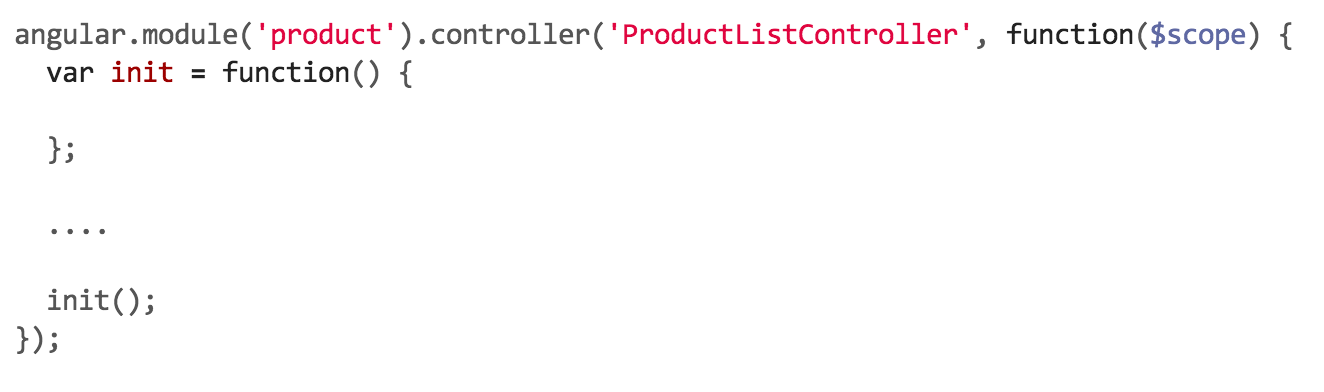 angular.module('product').controller('ProductListController', function($scope) {
  var init = function() {
  };
  ....
  init();
});